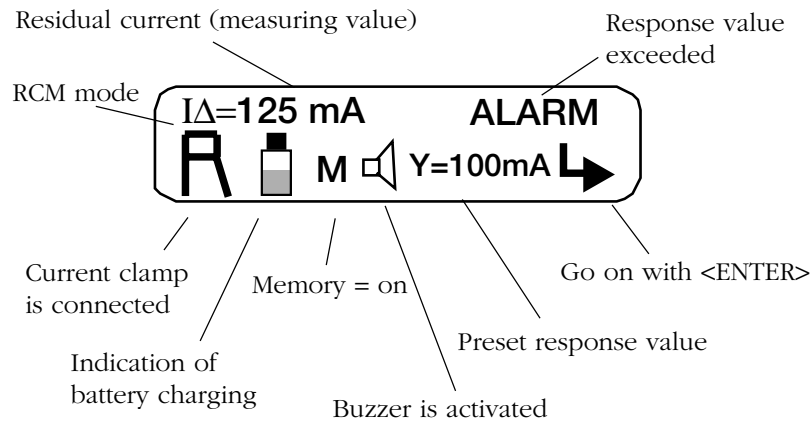 Residual current (measuring value)
Response value
exceeded
RCM mode
IΔ=125 mA
ALARM
R
M
Y=100mA
Current clamp
is connected
Memory = on
Go on with <ENTER>
Indication of
battery charging
Preset response value
Buzzer is activated